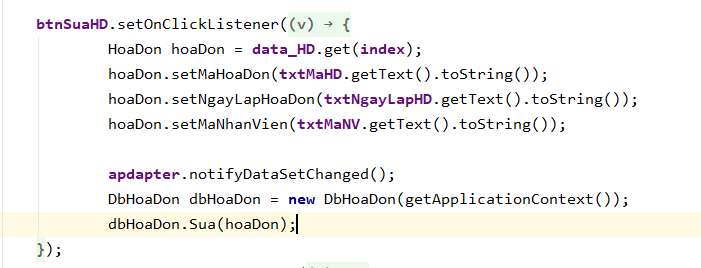 btnSuaHD.setOnClickListener((v) → {
HoaDon hoaDon = data_HD.get(index);
hoaDon.setMaHoaDon(txtMaHD.getText().toString());
hoaDon.setNgayLapHoaDon(txtNgayLapHD.getText().toString());
hoaDon.setMaNhanVien(txtMaNV.getText().toString());
apdapter.notifyDataSetChanged();
DbHoaDon dbHoaDon = new DbHoaDon(getApplicationContext());
dbHoaDon.Sua(hoaDon);
});